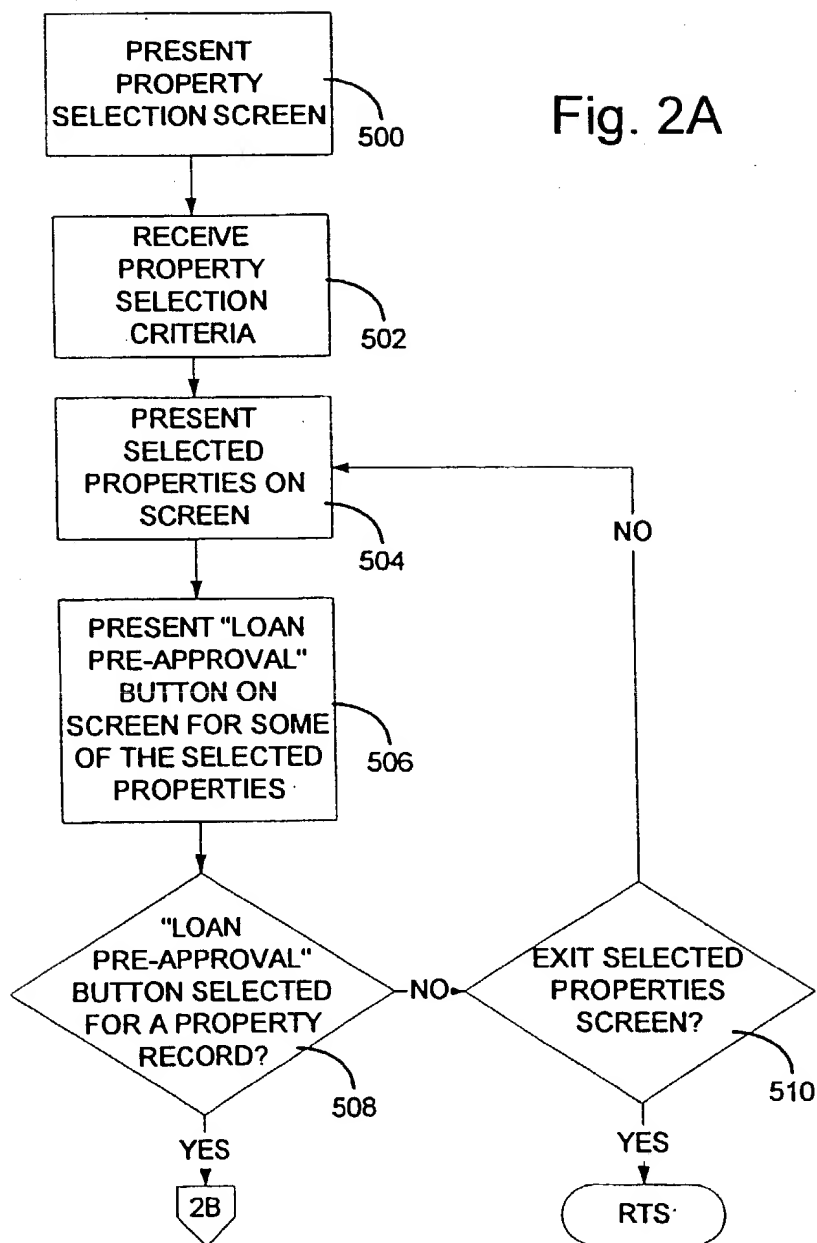 PRESENT
PROPERTY
SELECTION SCREEN
500
Fig. 2A
RECEIVE
PROPERTY
SELECTION
CRITERIA
502
PRESENT
SELECTED
PROPERTIES ON
SCREEN
504
NO
PRESENT "LOAN
PRE-APPROVAL"
BUTTON ON
SCREEN FOR SOME
OF THE SELECTED
PROPERTIES
506
"LOAN
PRE-APPROVAL"
BUTTON SELECTED
FOR A PROPERTY
RECORD?
508
NO
EXIT SELECTED
PROPERTIES
SCREEN?
510
YES
2B
YES
RTS